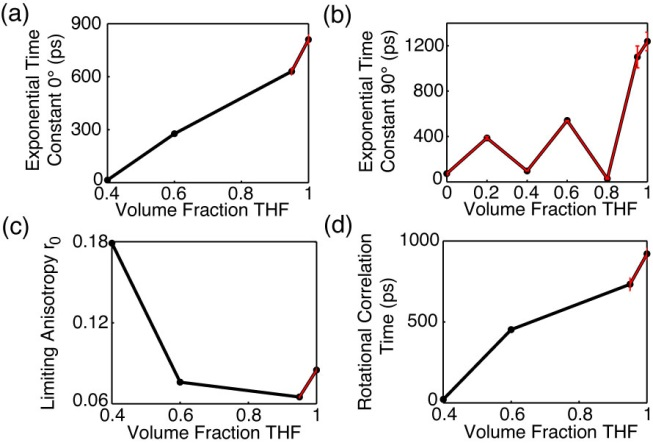 (a)
Exponential Time
Constant 0° (ps)
900
600
300
0
0.4
0.6
0.8
1
Volume Fraction THF
(b)
Exponential Time
Constant 90° (ps)
1200
800
400
0
0
0.2
0.4
0.6
0.8
1
Volume Fraction THF
(c)
Limiting Anisotropy r0
0.18
0.12
0.06
0.4
0.6
0.8
1
Volume Fraction THF
(d)
Rotational Correlation
Time (ps)
1000
500
0
0.4
0.6
0.8
1
Volume Fraction THF